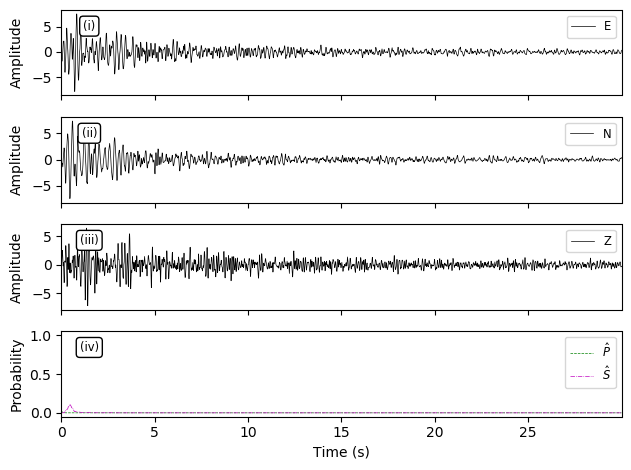 Amplitude
5
0
−5
(i)
E
Amplitude
5
0
−5
(ii)
N
Amplitude
5
0
−5
(iii)
Z
Probability
1.0
0.5
0.0
(iv)
P̂
Ŝ
0 5 10 15 20 25
Time (s)